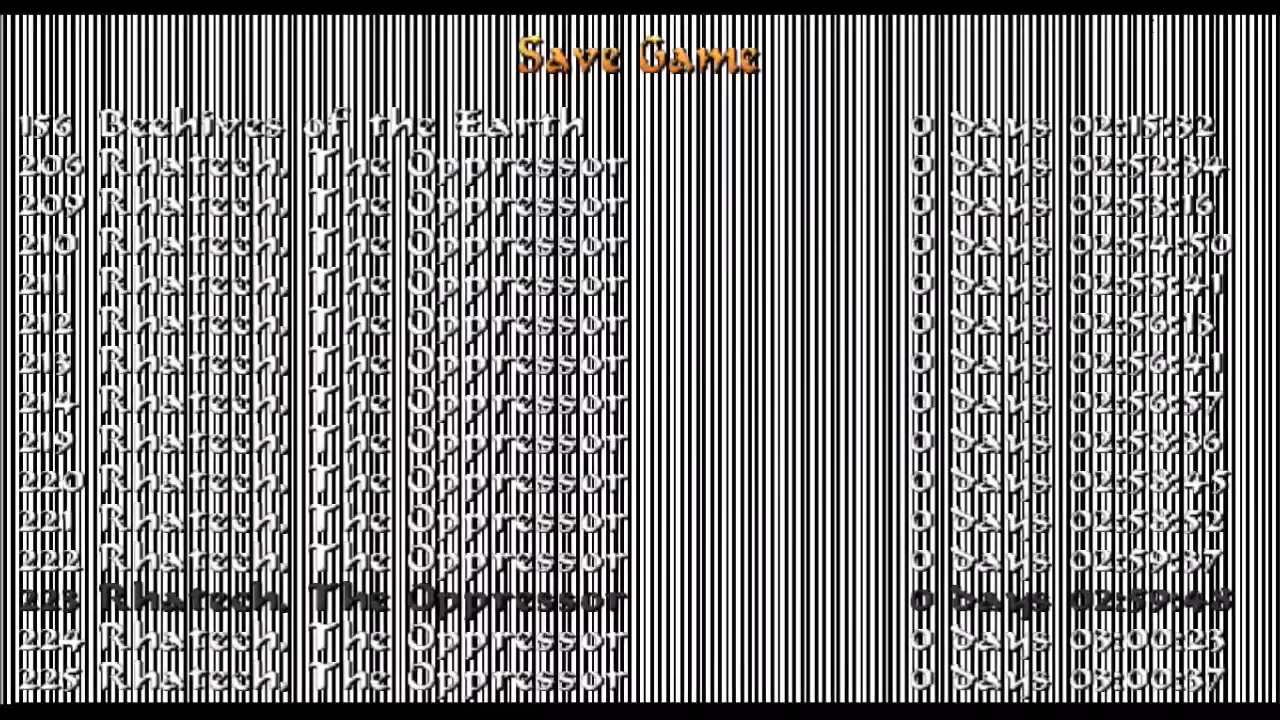 Save Game
156 Beehives of the Earth 0 days 02:15:32
206 Rhatech, The Oppressor 0 days 02:52:34
209 Rhatech, The Oppressor 0 days 02:53:16
210 Rhatech, The Oppressor 0 days 02:54:50
211 Rhatech, The Oppressor 0 days 02:55:41
212 Rhatech, The Oppressor 0 days 02:56:13
213 Rhatech, The Oppressor 0 days 02:56:41
214 Rhatech, The Oppressor 0 days 02:56:57
219 Rhatech, The Oppressor 0 days 02:58:36
220 Rhatech, The Oppressor 0 days 02:58:45
221 Rhatech, The Oppressor 0 days 02:58:52
222 Rhatech, The Oppressor 0 days 02:59:37
223 Rhatech, The Oppressor 0 days 02:59:48
224 Rhatech, The Oppressor 0 days 03:00:23
225 Rhatech, The Oppressor 0 days 03:00:37